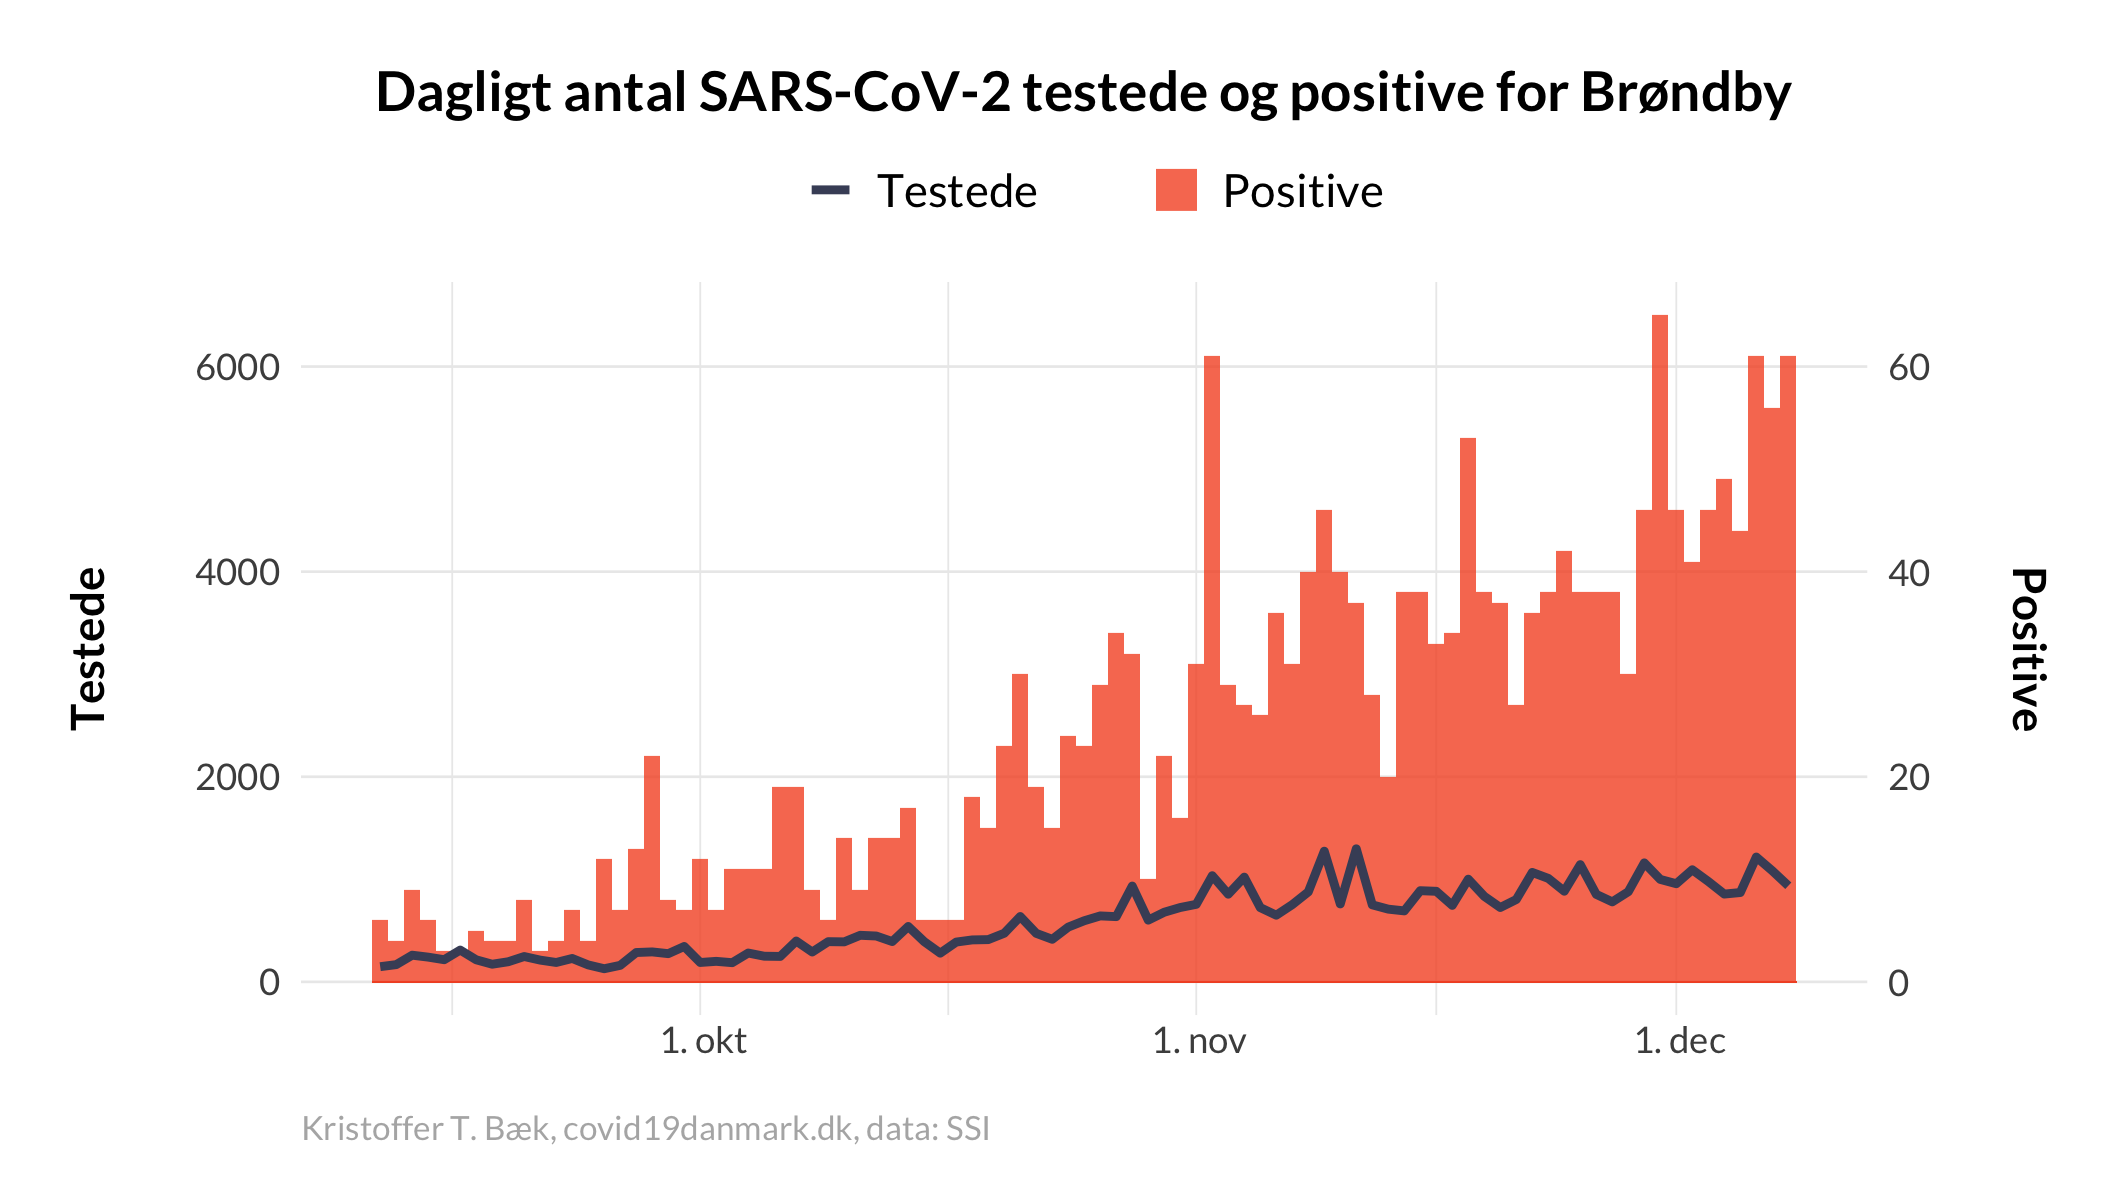 Dagligt antal SARS-CoV-2 testede og positive for Brøndby
Testede
Positive
6000
4000
2000
0
Testede
60
40
20
0
Positive
1. okt
1. nov
1. dec
Kristoffer T. Bæk, covid19danmark.dk, data: SSI